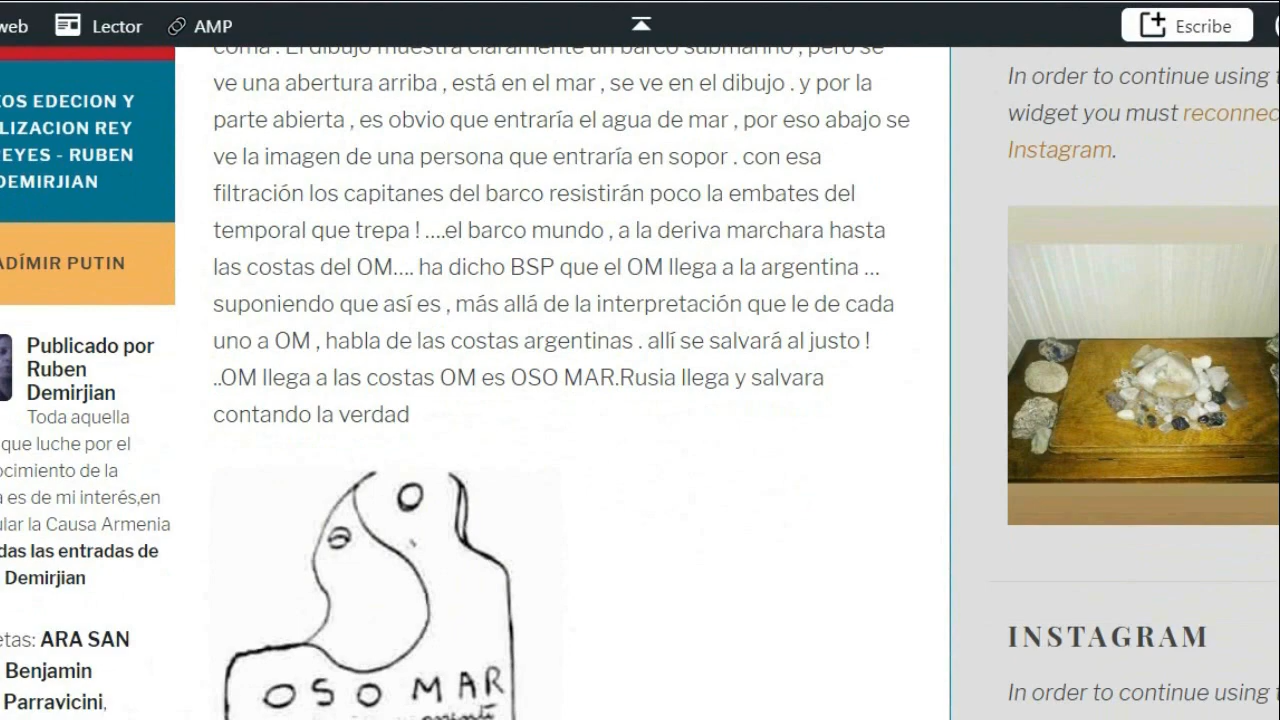 web
Lector
AMP
Escribe
coma . El dibujo muestra claramente un barco submarino , pero se
ve una abertura arriba , está en el mar , se ve en el dibujo . y por la
parte abierta , es obvio que entraría el agua de mar , por eso abajo se
ve la imagen de una persona que entraría en sopor . con esa
filtración los capitanes del barco resistirán poco la embates del
temporal que trepa ! ....el barco mundo , a la deriva marchara hasta
las costas del OM.... ha dicho BSP que el OM llega a la argentina ...
suponiendo que así es , más allá de la interpretación que le de cada
uno a OM , habla de las costas argentinas . allí se salvará al justo !
..OM llega a las costas OM es OSO MAR.Rusia llega y salvara
contando la verdad
OSO MAR
EDECION Y
REY
- RUBEN
DEMIRJIAN
PUTIN
Publicado por
Ruben
Demirjian
Toda aquella
que luche por el
de la
es de mi interés,en
la Causa Armenia
las entradas de
Demirjian
ARA SAN
Benjamin
Parravicini,
In order to continue using
widget you must
Instagram.
INSTAGRAM
In order to continue using